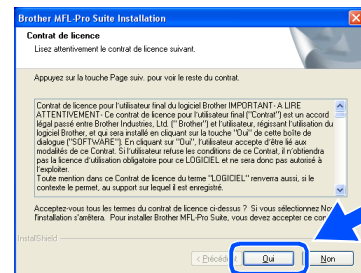 Brother MFL-Pro Suite Installation
Contrat de licence
Lisez attentivement le contrat de licence suivant.
Appuyez sur la touche Page suiv. pour voir le reste du contrat.
Contrat de licence pour l'utilisateur final du logiciel Brother IMPORTANT- A LIRE
ATTENTIVEMENT- Ce contrat de licence pour l'utilisateur final ("Contrat") est un accord
légal passé entre Brother Industries, Ltd. (" Brother") et l'utilisateur, régissant l'utilisation du
logiciel Brother, et qui sera installé en cliquant sur la touche "Oui" de cette boîte de
dialogue ("SOFTWARE"). En cliquant sur "Oui", l'utilisateur accepte d'être lié aux
modalités de ce Contrat. Si l'utilisateur refuse les conditions de ce Contrat, il n'obtiendra
pas la licence d'utilisation obligatoire pour ce LOGICIEL et ne sera donc pas autorisé à
l'exploiter.
Toute mention dans ce Contrat de licence du terme "LOGICIEL" renverra aussi, si le
contexte le permet, au support sur lequel il est enregistré.
Acceptez-vous tous les termes du contrat de licence ci-dessus ? Si vous sélectionnez
l'installation s'arrêtera. Pour installer Brother MFL-Pro Suite, vous devez accepter ce
InstallShield
< Précédent
Oui
Non